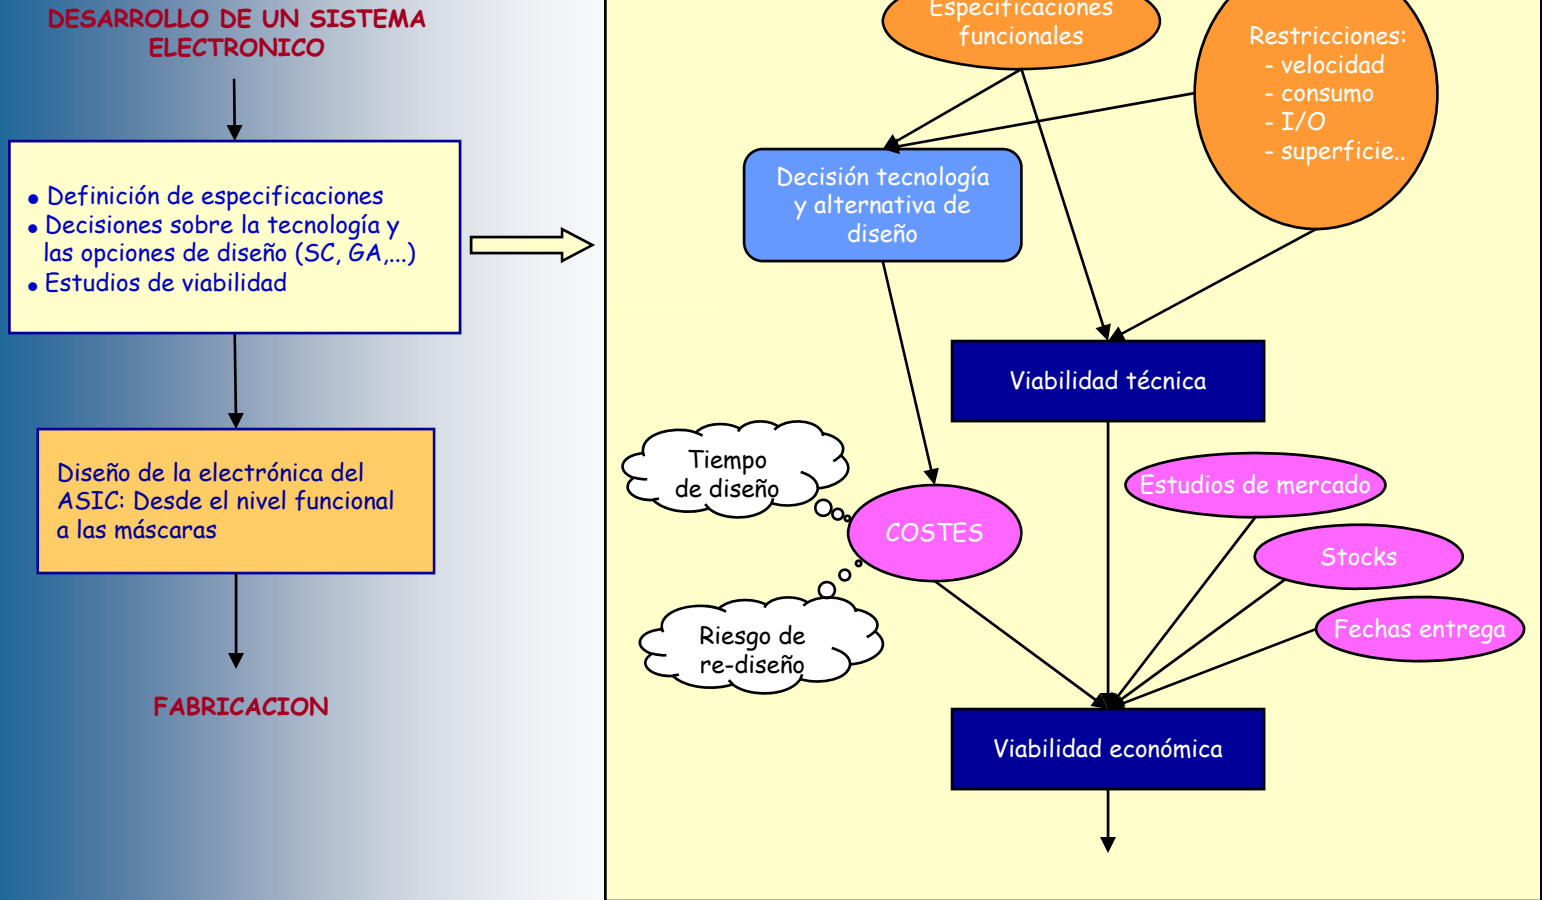 DESARROLLO DE UN SISTEMA
ELECTRONICO
• Definición de especificaciones
• Decisiones sobre la tecnología y
las opciones de diseño (SC, GA,...)
• Estudios de viabilidad
Diseño de la electrónica del
ASIC: Desde el nivel funcional
a las máscaras
FABRICACION
Especificaciones
funcionales
Restricciones:
- velocidad
- consumo
- I/O
- superficie..
Decisión tecnología
y alternativa de
diseño
Viabilidad técnica
Tiempo
de diseño
COSTES
Riesgo de
re-diseño
Estudios de mercado
Stocks
Fechas entrega
Viabilidad económica